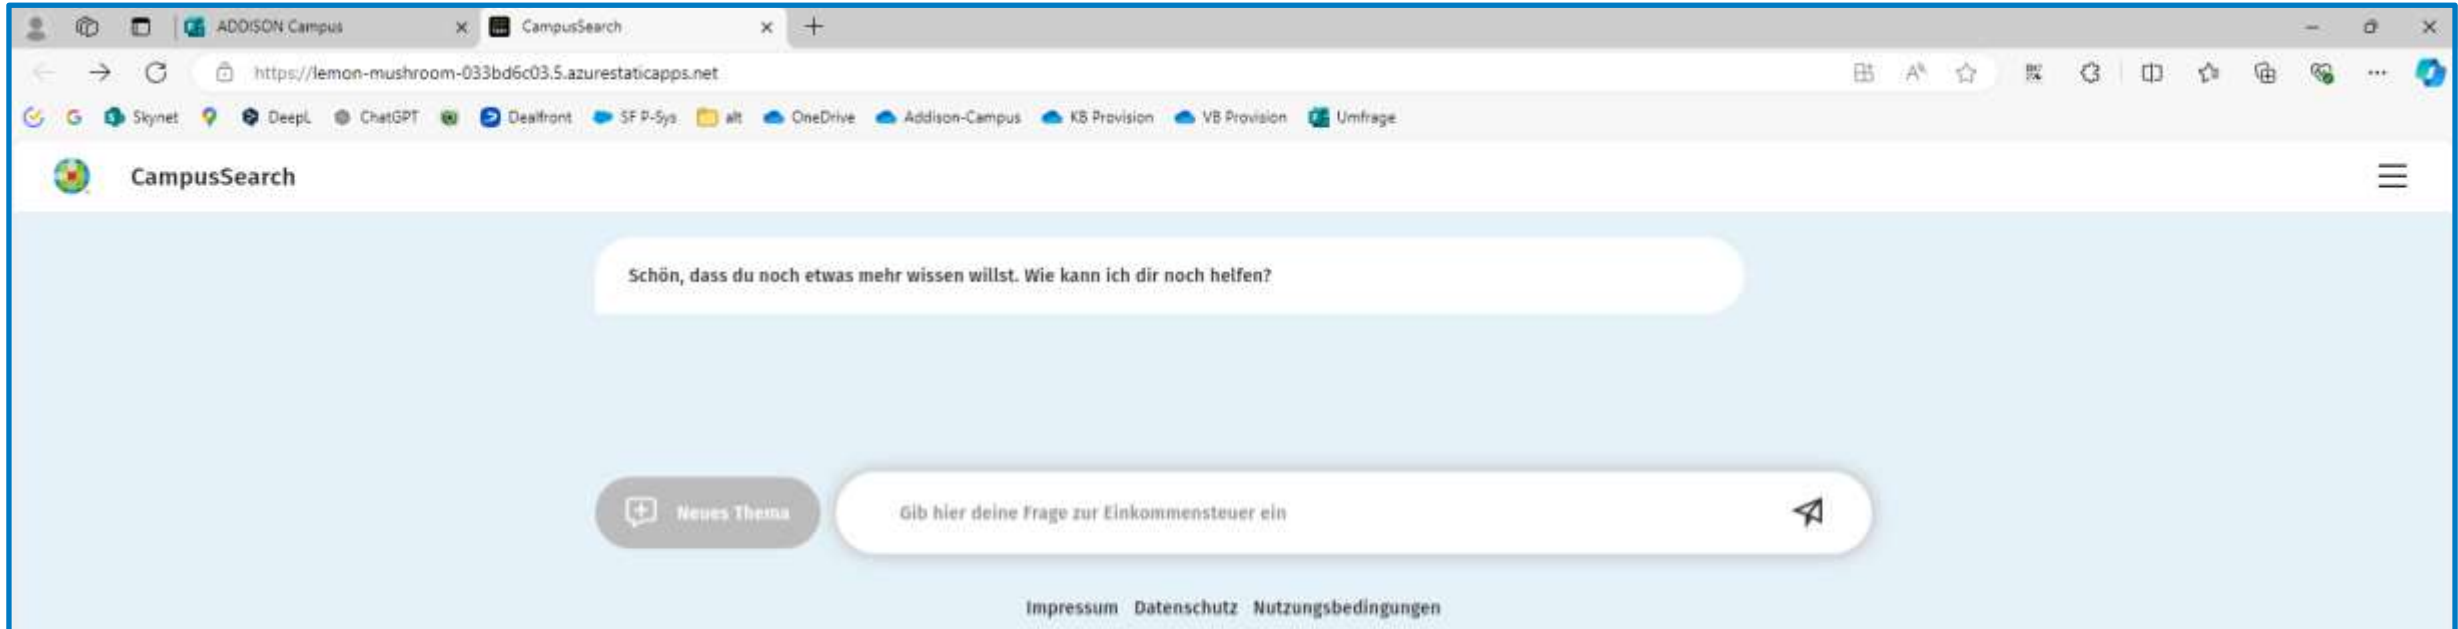 ADDISON Campus CampusSearch
https://lemon-mushroom-033bd6c03.5.azurestaticapps.net
Skynet DeepL ChatGPT Dealfront SF P-Sys alt OneDrive Addison-Campus KB Provision VB Provision Umfrage
CampusSearch
Schön, dass du noch etwas mehr wissen willst. Wie kann ich dir noch helfen?
Neues Thema Gib hier deine Frage zur Einkommensteuer ein
Impressum Datenschutz Nutzungsbedingungen